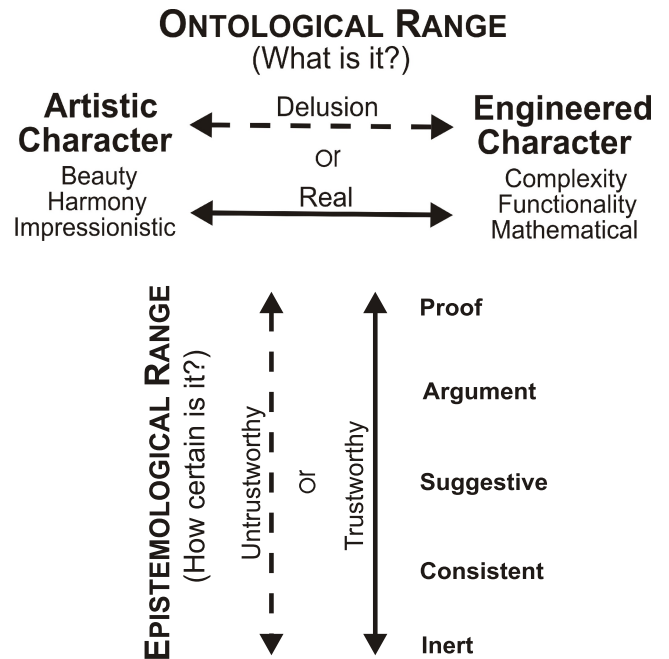 ONTOLOGICAL RANGE
(What is it?)
Artistic
Character
Beauty
Harmony
Impressionistic
Delusion
or
Real
Engineered
Character
Complexity
Functionality
Mathematical
EPISTEMOLOGICAL RANGE
(How certain is it?)
Untrustworthy
or
Trustworthy
Proof
Argument
Suggestive
Consistent
Inert